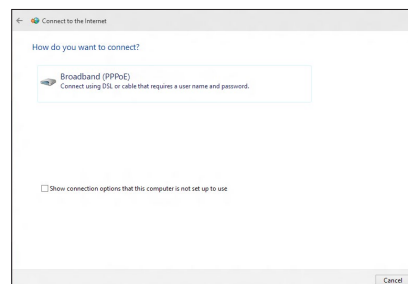 Connect to the Internet
How do you want to connect?
Broadband (PPPoE)
Connect using DSL or cable that requires a user name and password.
Show connection options that this computer is not set up to use
Cancel